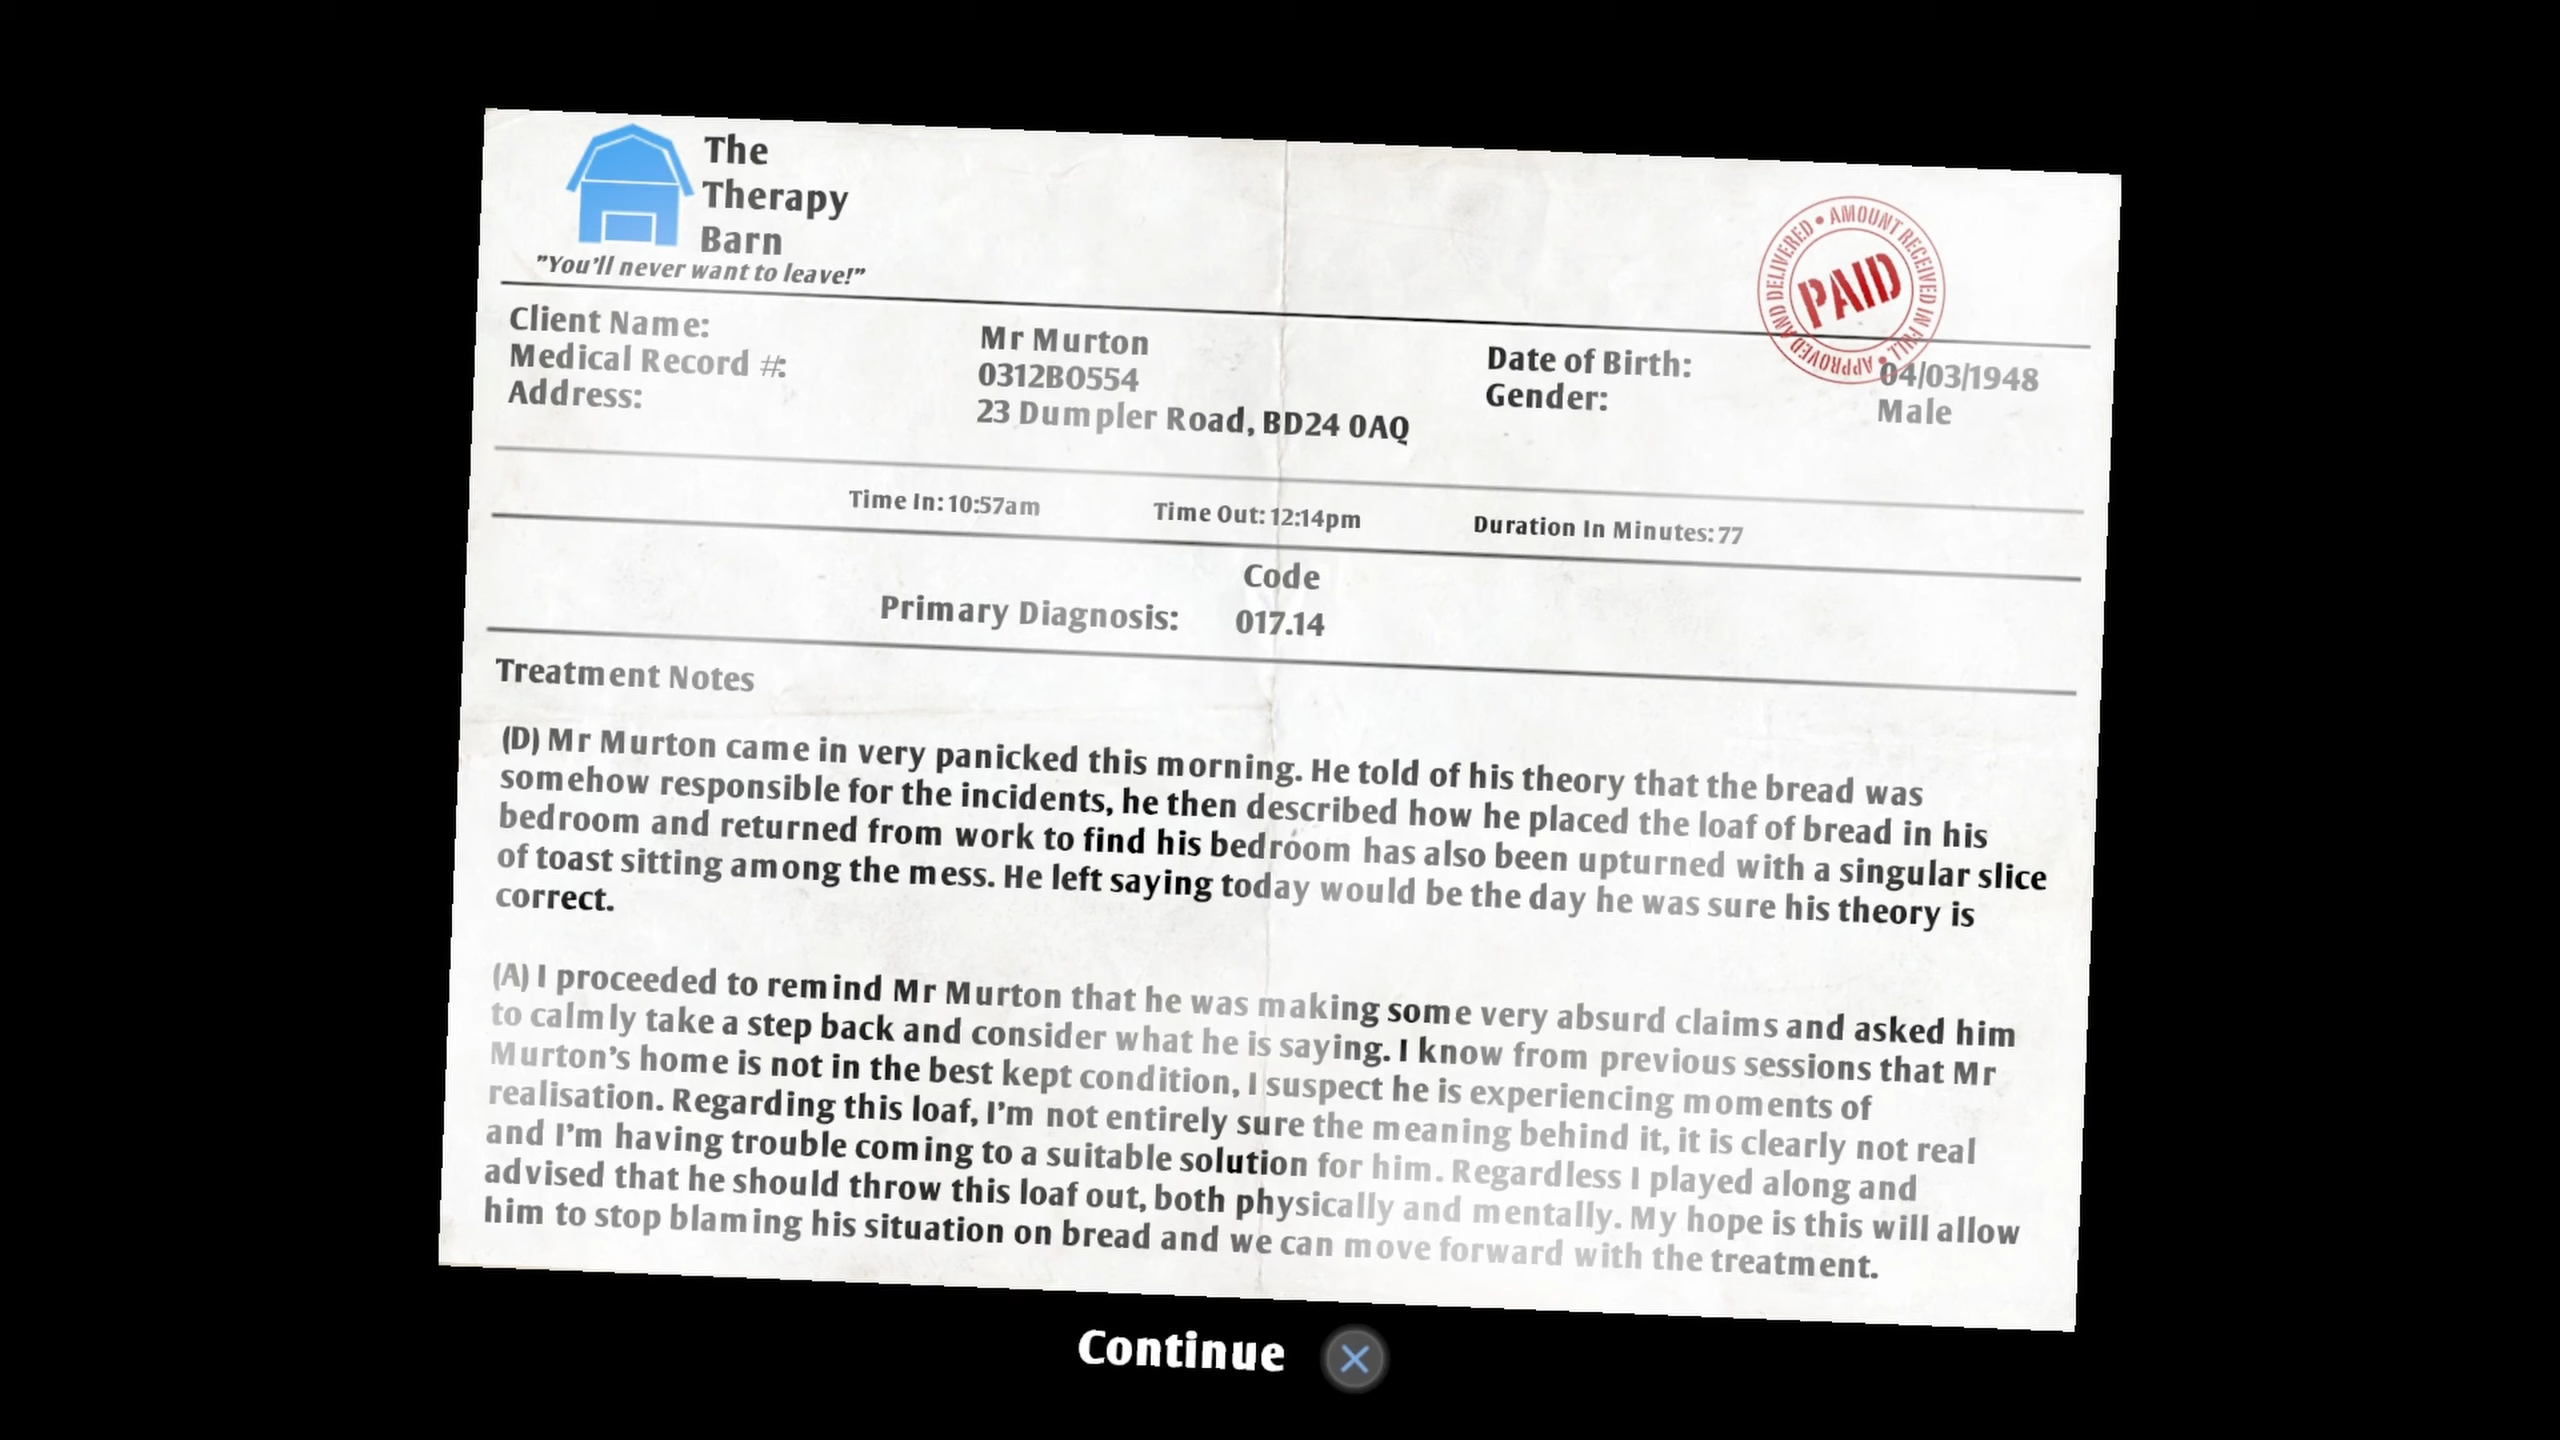 The
Therapy
Barn
"You'll never want to leave!"
AMOUNT RECEIVED IN FULL • APPROVED AND DELIVERED •
PAID
Client Name: Mr Murton Date of Birth: 04/03/1948
Medical Record #: 0312B0554 Gender: Male
Address: 23 Dumpler Road, BD24 0AQ
Time In: 10:57am Time Out: 12:14pm Duration In Minutes: 77
Code
Primary Diagnosis: 017.14
Treatment Notes
(D) Mr Murton came in very panicked this morning. He told of his theory that the bread was
somehow responsible for the incidents, he then described how he placed the loaf of bread in his
bedroom and returned from work to find his bedroom has also been upturned with a singular slice
of toast sitting among the mess. He left saying today would be the day he was sure his theory is
correct.
(A) I proceeded to remind Mr Murton that he was making some very absurd claims and asked him
to calmly take a step back and consider what he is saying. I know from previous sessions that Mr
Murton's home is not in the best kept condition, I suspect he is experiencing moments of
realisation. Regarding this loaf, I'm not entirely sure the meaning behind it, it is clearly not real
and I'm having trouble coming to a suitable solution for him. Regardless I played along and
advised that he should throw this loaf out, both physically and mentally. My hope is this will allow
him to stop blaming his situation on bread and we can move forward with the treatment.
Continue